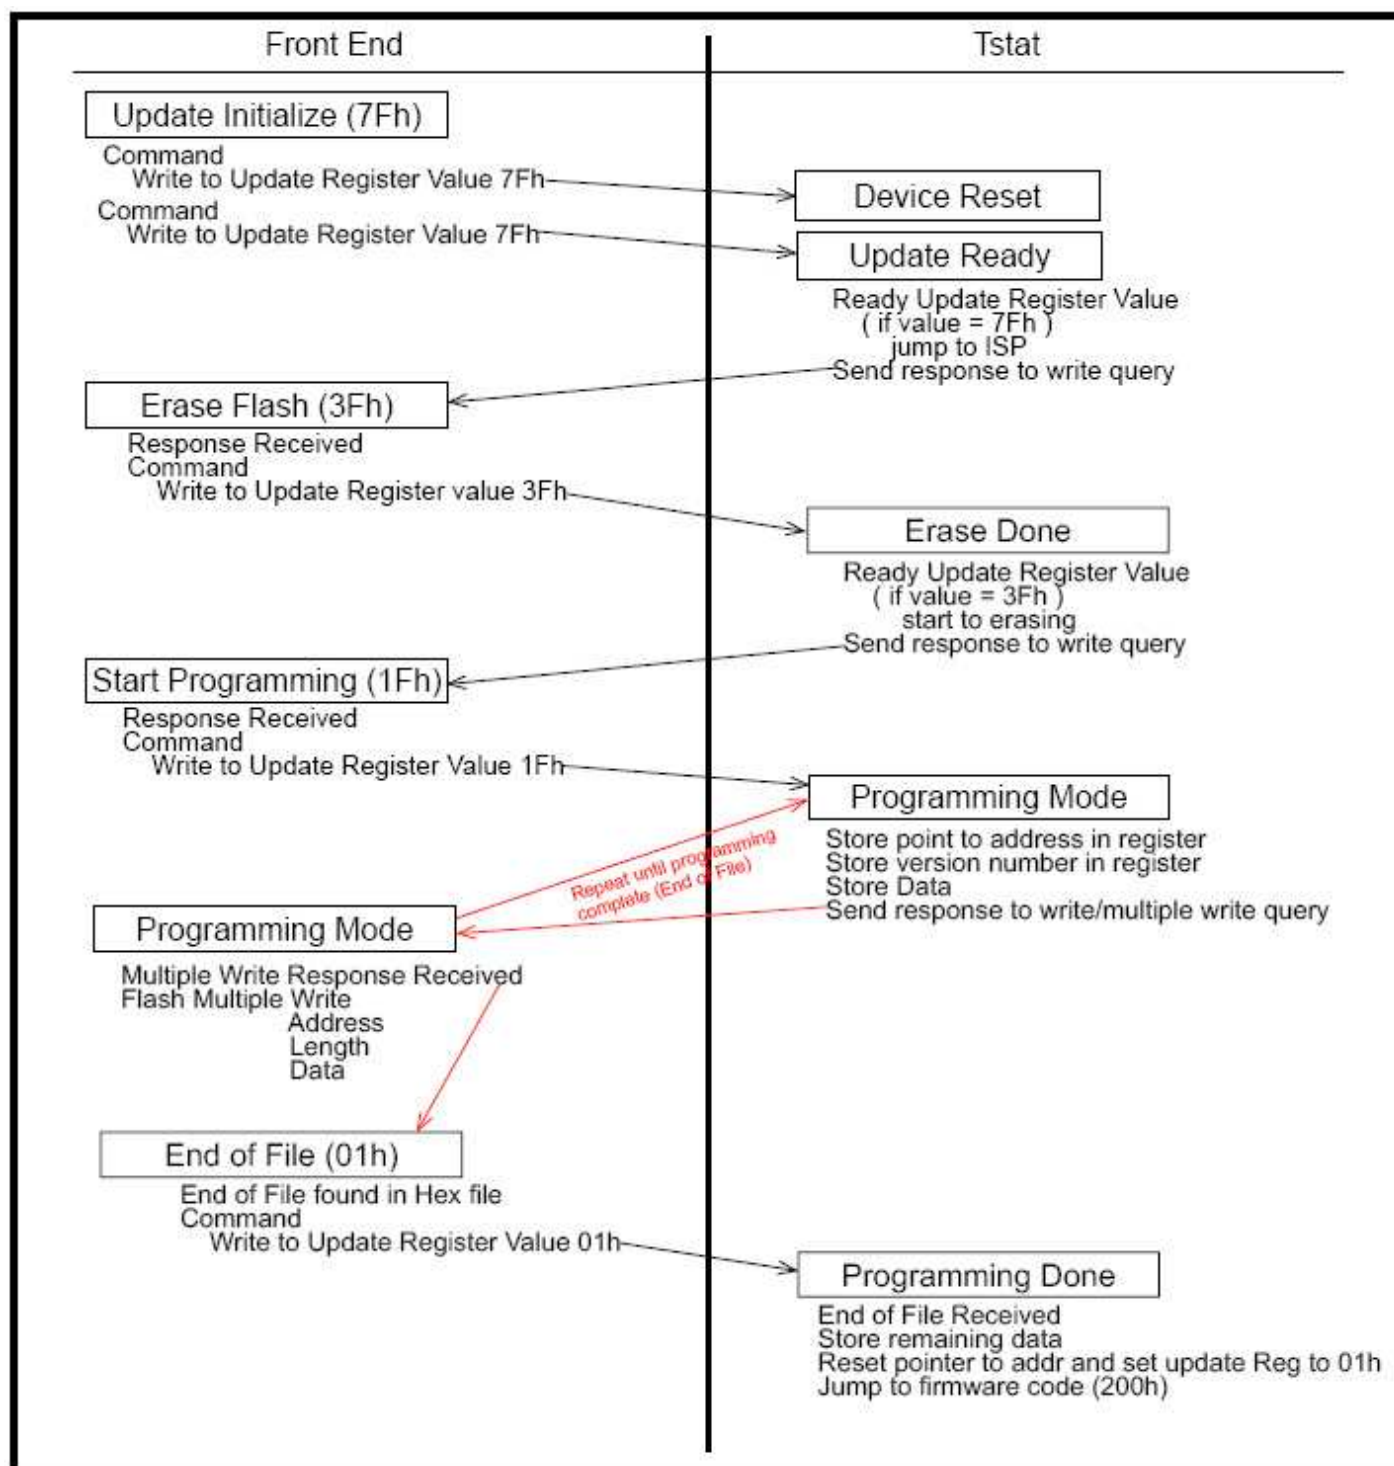 Front End
Tstat
Update Initialize (7Fh)
Command
Write to Update Register Value 7Fh
Device Reset
Command
Write to Update Register Value 7Fh
Update Ready
Ready Update Register Value
( if value = 7Fh )
jump to ISP
Send response to write query
Erase Flash (3Fh)
Response Received
Command
Write to Update Register value 3Fh
Erase Done
Ready Update Register Value
( if value = 3Fh )
start to erasing
Send response to write query
Start Programming (1Fh)
Response Received
Command
Write to Update Register Value 1Fh
Programming Mode
Store point to address in register
Store version number in register
Store Data
Send response to write/multiple write query
Repeat until programming
complete (End of File)
Programming Mode
Multiple Write Response Received
Flash Multiple Write
Address
Length
Data
End of File (01h)
End of File found in Hex file
Command
Write to Update Register Value 01h
Programming Done
End of File Received
Store remaining data
Reset pointer to addr and set update Reg to 01h
Jump to firmware code (200h)